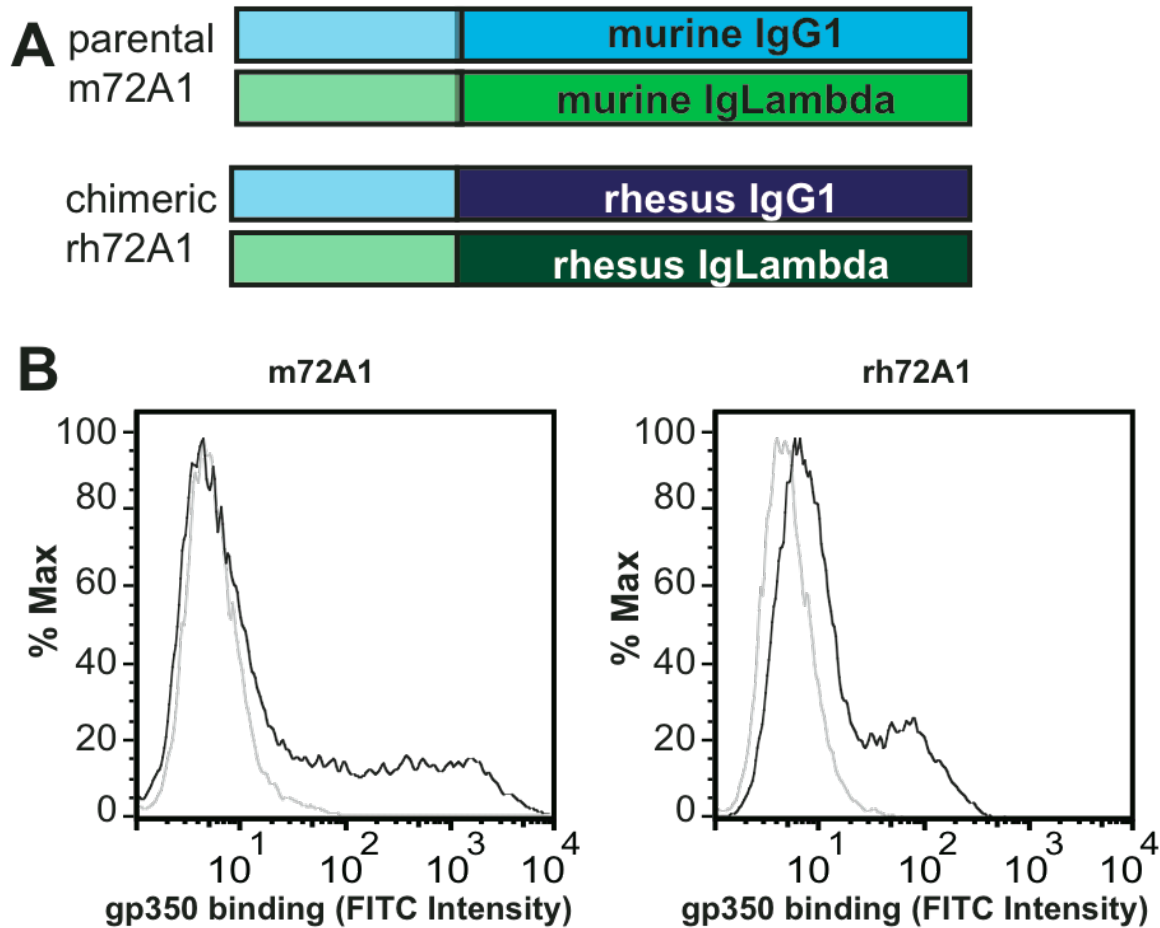 A
parental
m72A1
murine IgG1
murine IgLambda
chimeric
rh72A1
rhesus IgG1
rhesus IgLambda
B
m72A1
% Max
100
80
60
40
20
0
10^1 10^2 10^3 10^4
gp350 binding (FITC Intensity)
rh72A1
% Max
100
80
60
40
20
0
10^1 10^2 10^3 10^4
gp350 binding (FITC Intensity)